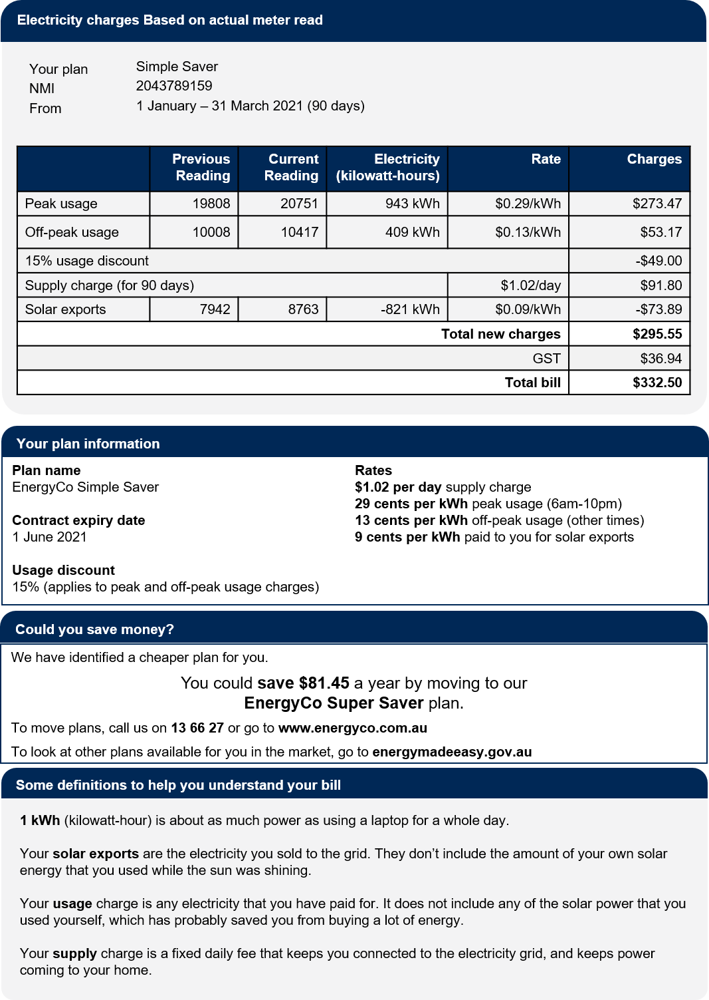 Electricity charges Based on actual meter read
Your plan Simple Saver
NMI 2043789159
From 1 January – 31 March 2021 (90 days)
Previous Reading Current Reading Electricity (kilowatt-hours) Rate Charges
Peak usage 19808 20751 943 kWh $0.29/kWh $273.47
Off-peak usage 10008 10417 409 kWh $0.13/kWh $53.17
15% usage discount -$49.00
Supply charge (for 90 days) $1.02/day $91.80
Solar exports 7942 8763 -821 kWh $0.09/kWh -$73.89
Total new charges $295.55
GST $36.94
Total bill $332.50
Your plan information
Plan name
EnergyCo Simple Saver
Contract expiry date
1 June 2021
Usage discount
15% (applies to peak and off-peak usage charges)
Rates
$1.02 per day supply charge
29 cents per kWh peak usage (6am-10pm)
13 cents per kWh off-peak usage (other times)
9 cents per kWh paid to you for solar exports
Could you save money?
We have identified a cheaper plan for you.
You could save $81.45 a year by moving to our
EnergyCo Super Saver plan.
To move plans, call us on 13 66 27 or go to www.energyco.com.au
To look at other plans available for you in the market, go to energymadeeasy.gov.au
Some definitions to help you understand your bill
1 kWh (kilowatt-hour) is about as much power as using a laptop for a whole day.
Your solar exports are the electricity you sold to the grid. They don’t include the amount of your own solar
energy that you used while the sun was shining.
Your usage charge is any electricity that you have paid for. It does not include any of the solar power that you
used yourself, which has probably saved you from buying a lot of energy.
Your supply charge is a fixed daily fee that keeps you connected to the electricity grid, and keeps power
coming to your home.